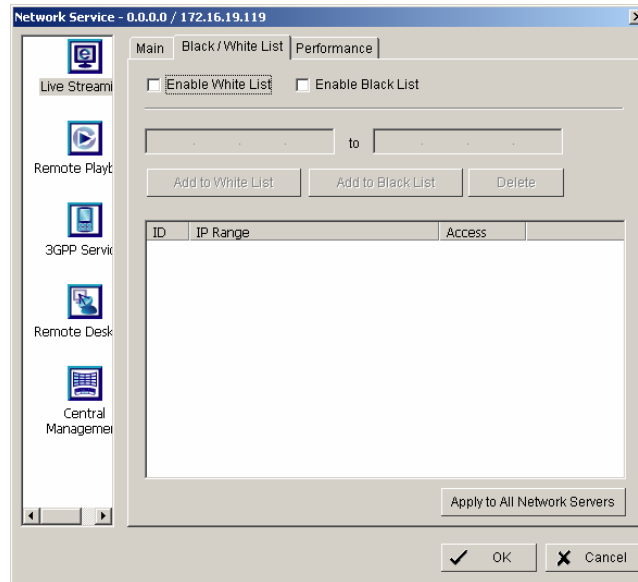 Network Service - 0.0.0.0 / 172.16.19.119
Live Streami
Remote Playb
3GPP Servic
Remote Desk
Central
Managemer
Main
Black / White List
Performance
Enable White List
Enable Black List
to
Add to White List
Add to Black List
Delete
ID
IP Range
Access
Apply to All Network Servers
OK
Cancel